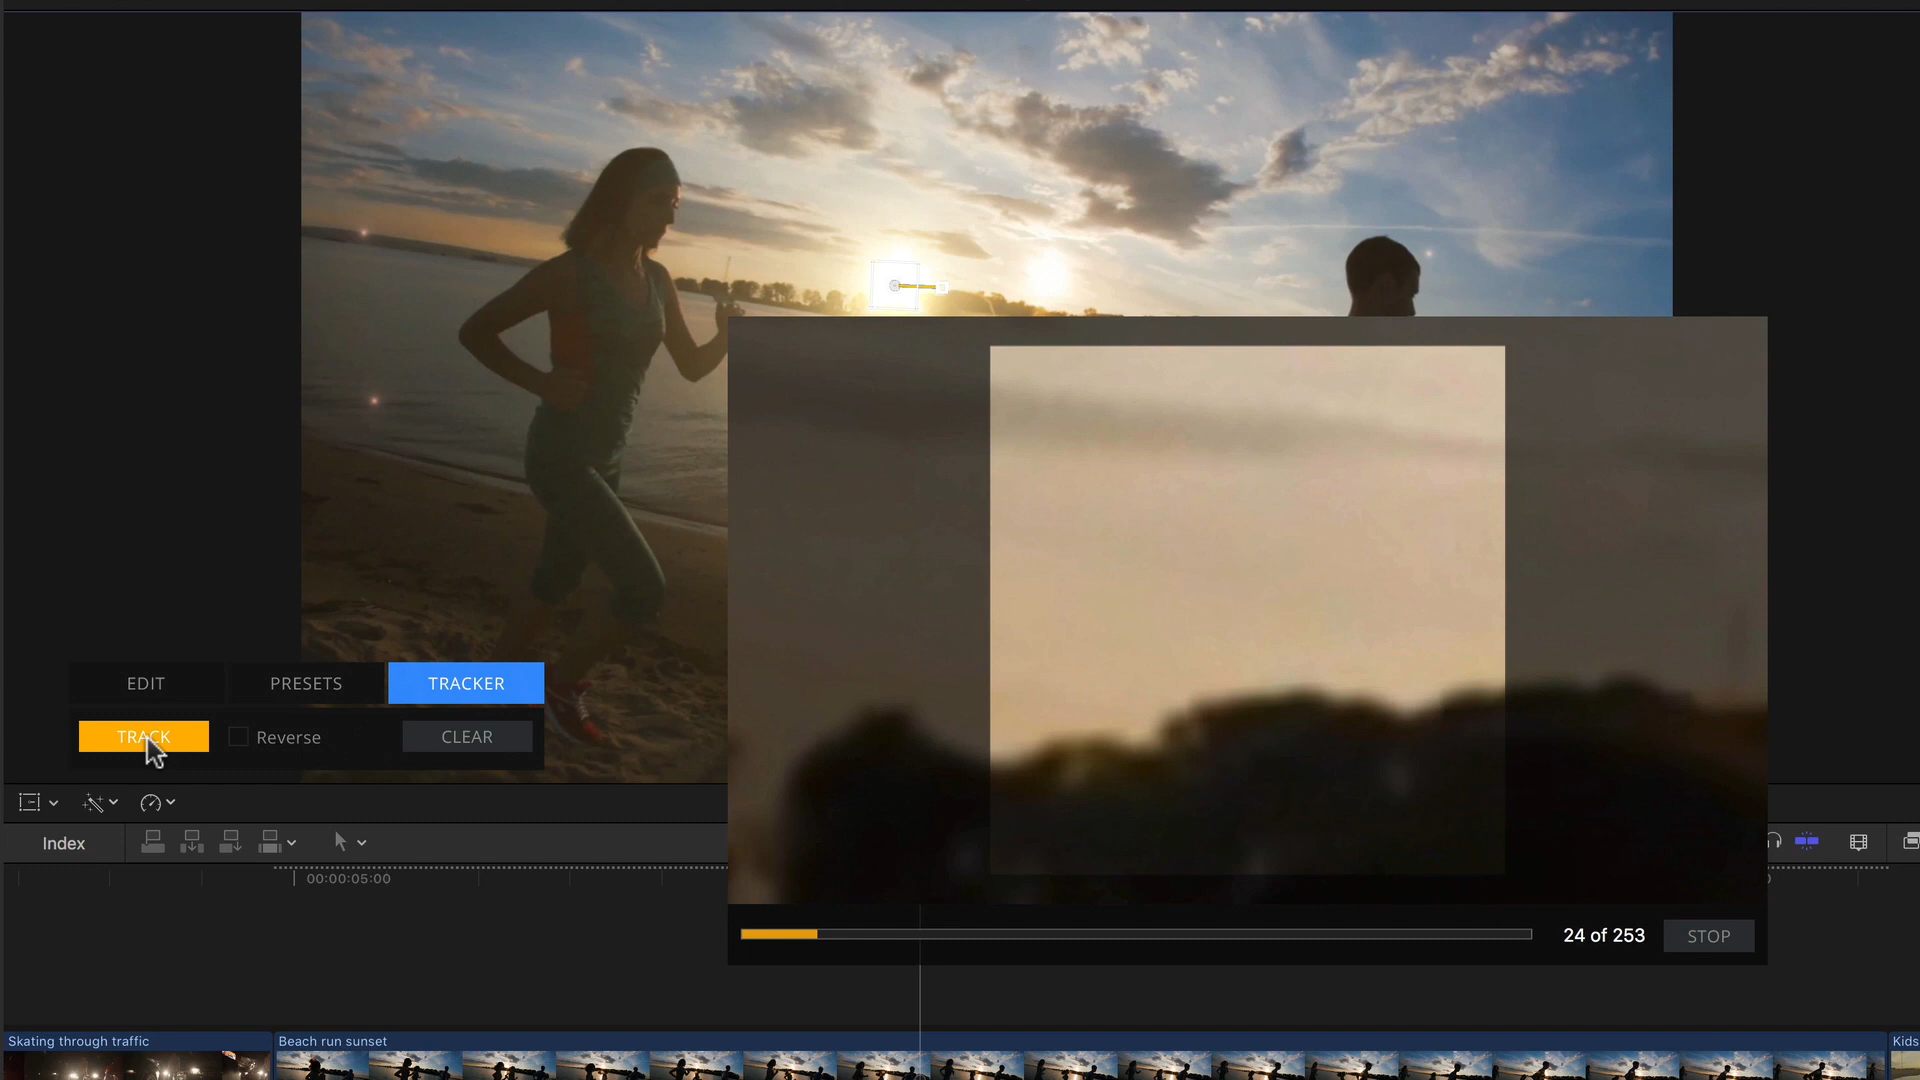 EDIT PRESETS TRACKER
TRACK Reverse CLEAR
Index
00:00:05:00
24 of 253 STOP
Skating through traffic Beach run sunset Kids